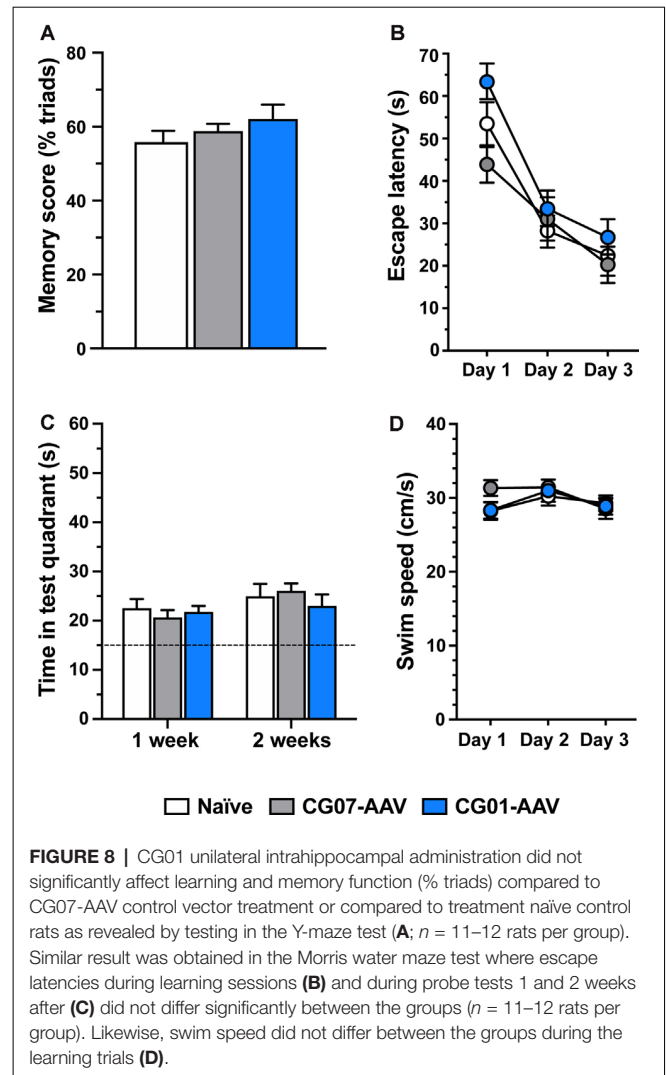 A
Memory score (% triads)
80
60
40
20
0
B
Escape latency (s)
70
60
50
40
30
20
10
0
Day 1 Day 2 Day 3
C
Time in test quadrant (s)
60
50
40
30
20
10
0
1 week 2 weeks
D
Swim speed (cm/s)
40
30
20
10
0
Day 1 Day 2 Day 3
Naïve CG07-AAV CG01-AAV
FIGURE 8 | CG01 unilateral intrahippocampal administration did not
significantly affect learning and memory function (% triads) compared to
CG07-AAV control vector treatment or compared to treatment naïve control
rats as revealed by testing in the Y-maze test (A; n = 11–12 rats per group).
Similar result was obtained in the Morris water maze test where escape
latencies during learning sessions (B) and during probe tests 1 and 2 weeks
after (C) did not differ significantly between the groups (n = 11–12 rats per
group). Likewise, swim speed did not differ between the groups during the
learning trials (D).